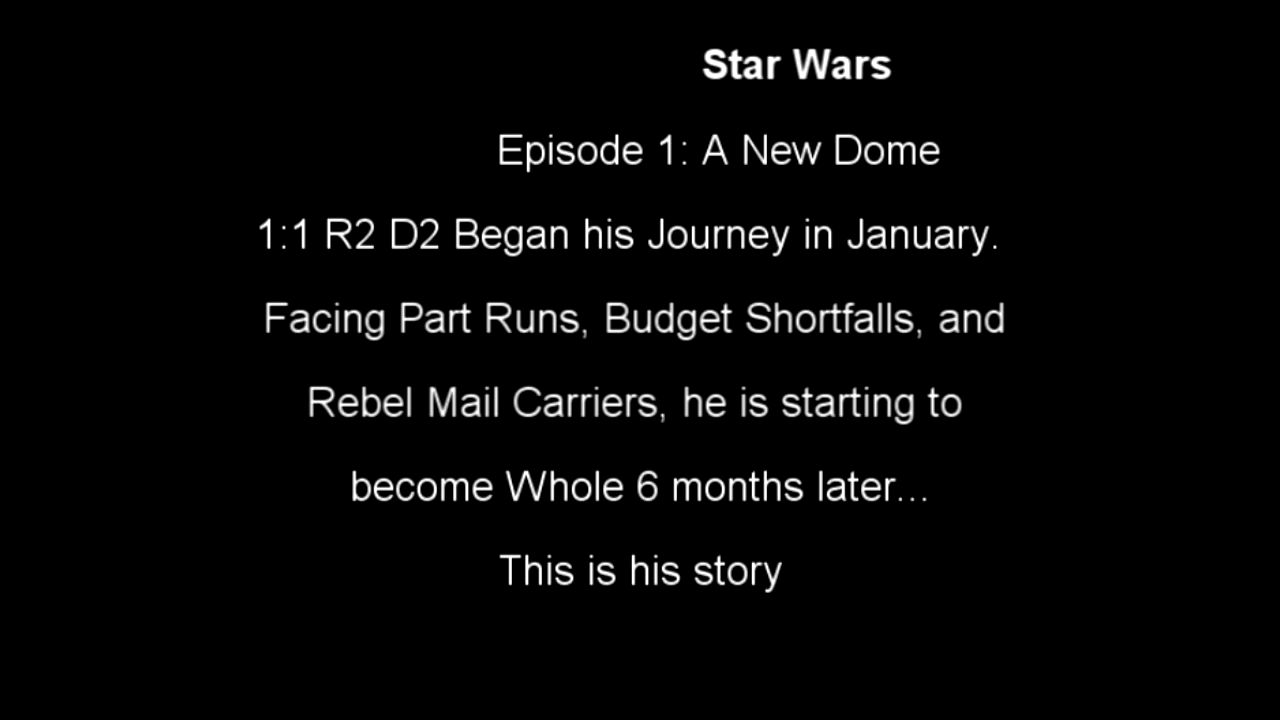 Star Wars
Episode 1: A New Dome
1:1 R2 D2 Began his Journey in January.
Facing Part Runs, Budget Shortfalls, and
Rebel Mail Carriers, he is starting to
become Whole 6 months later...
This is his story